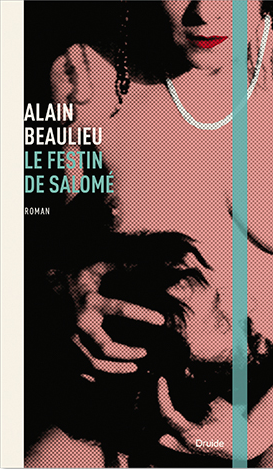 ALAIN
BEAULIEU
LE FESTIN
DE SALOMÉ
ROMAN
Druide